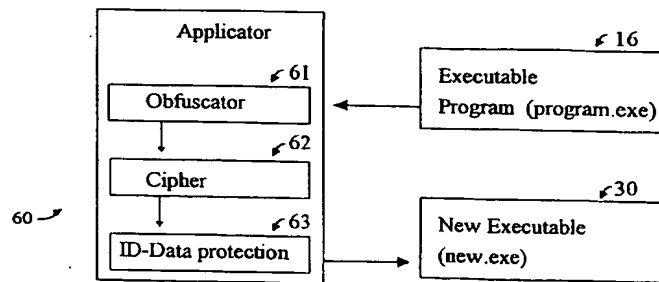 Applicator
61
Obfuscator
62
Cipher
63
ID-Data protection
60
16
Executable
Program (program.exe)
30
New Executable
(new.exe)